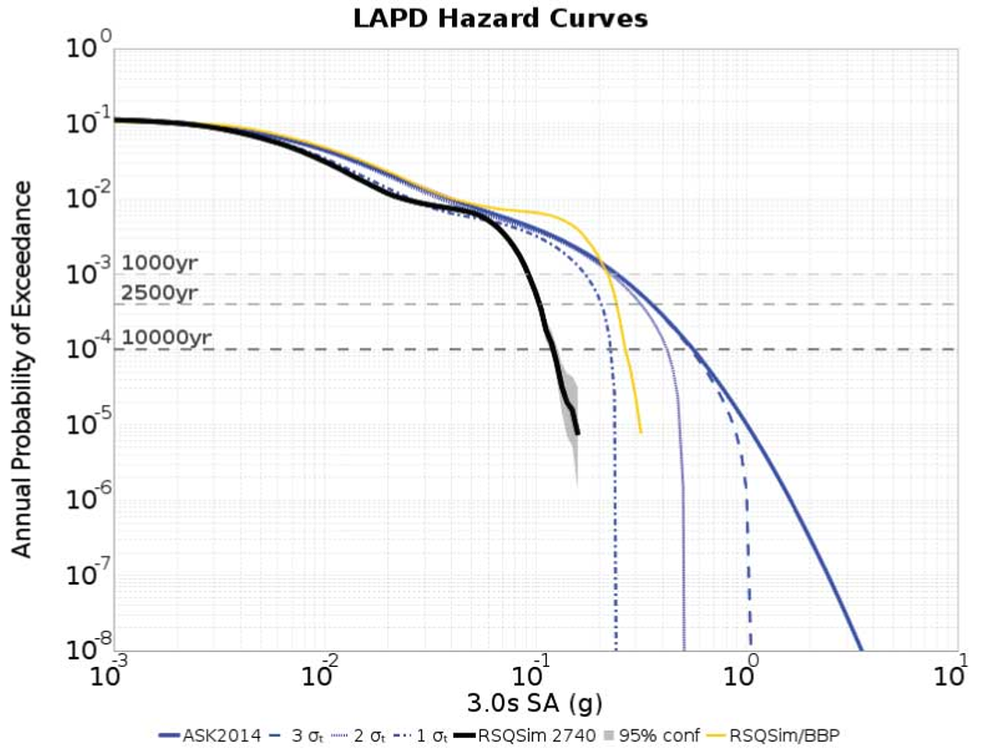 LAPD Hazard Curves
10^0
10^-1
10^-2
10^-3
10^-4
10^-5
10^-6
10^-7
10^-8
Annual Probability of Exceedance
1000yr
2500yr
10000yr
10^-3 10^-2 10^-1 10^0 10^1
3.0s SA (g)
ASK2014 3 σₜ 2 σₜ 1 σₜ RSQSim 2740 95% conf RSQSim/BBP